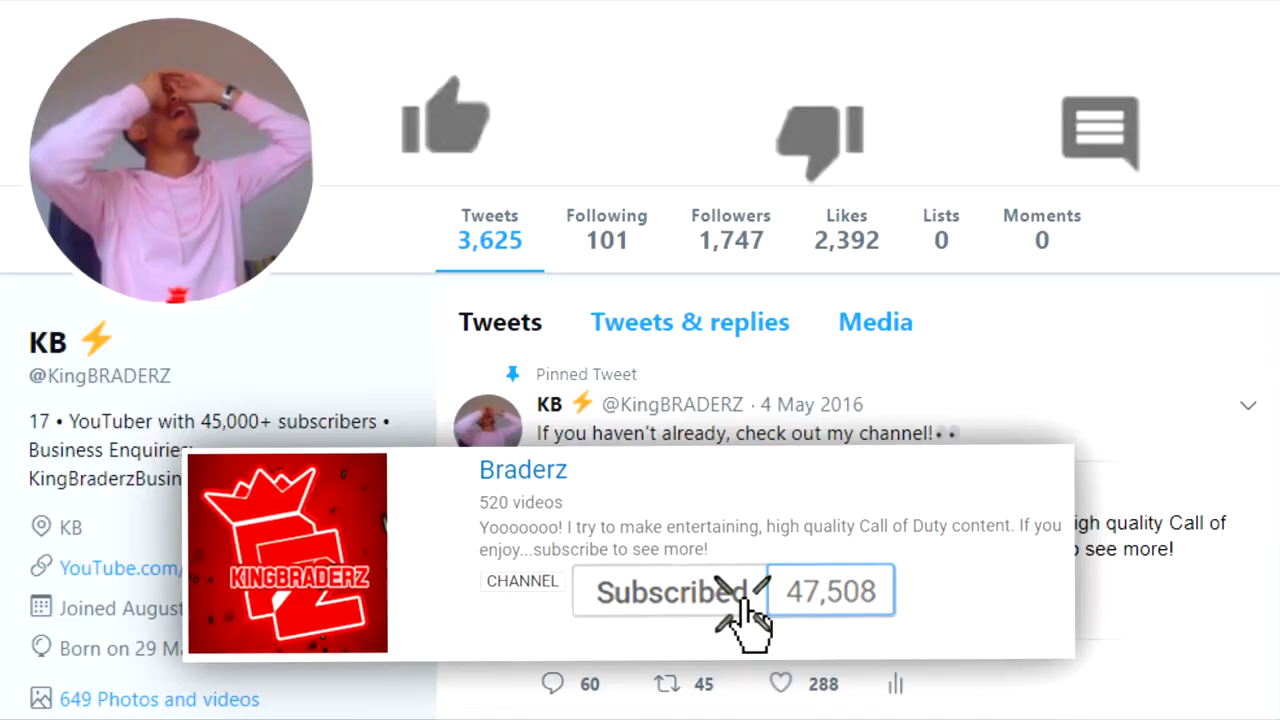 Tweets Following Followers Likes Lists Moments
3,625 101 1,747 2,392 0 0
KB
@KingBRADERZ
17 • YouTuber with 45,000+ subscribers •
Business Enquiries
KingBraderzBusin
KB
YouTube.com/
Joined August
Born on 29
649 Photos and videos
Tweets Tweets & replies Media
Pinned Tweet
KB @KingBRADERZ · 4 May 2016
If you haven't already, check out my channel!
KINGBRADERZ
Braderz
520 videos
Yooooooo! I try to make entertaining, high quality Call of Duty content. If you
enjoy...subscribe to see more!
CHANNEL Subscribed 47,508
igh quality Call of
see more!
60 45 288